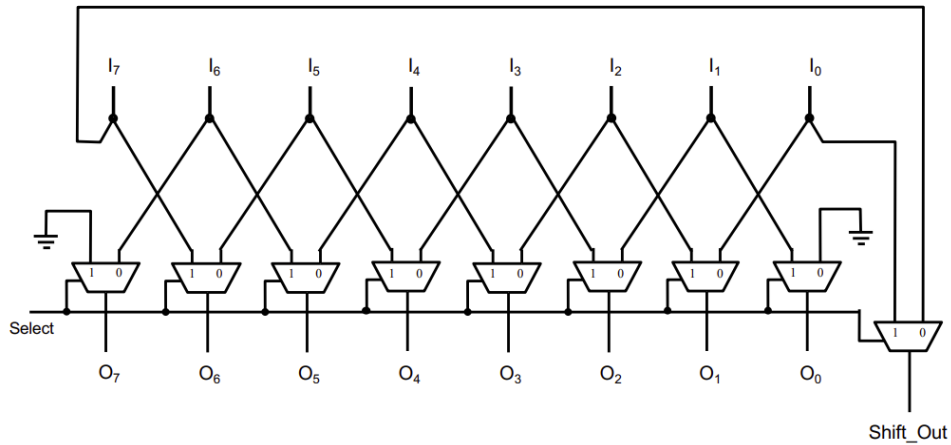 I₇ I₆ I₅ I₄ I₃ I₂ I₁ I₀
1 0 1 0 1 0 1 0 1 0 1 0 1 0 1 0
Select
1 0
O₇ O₆ O₅ O₄ O₃ O₂ O₁ O₀
Shift_Out